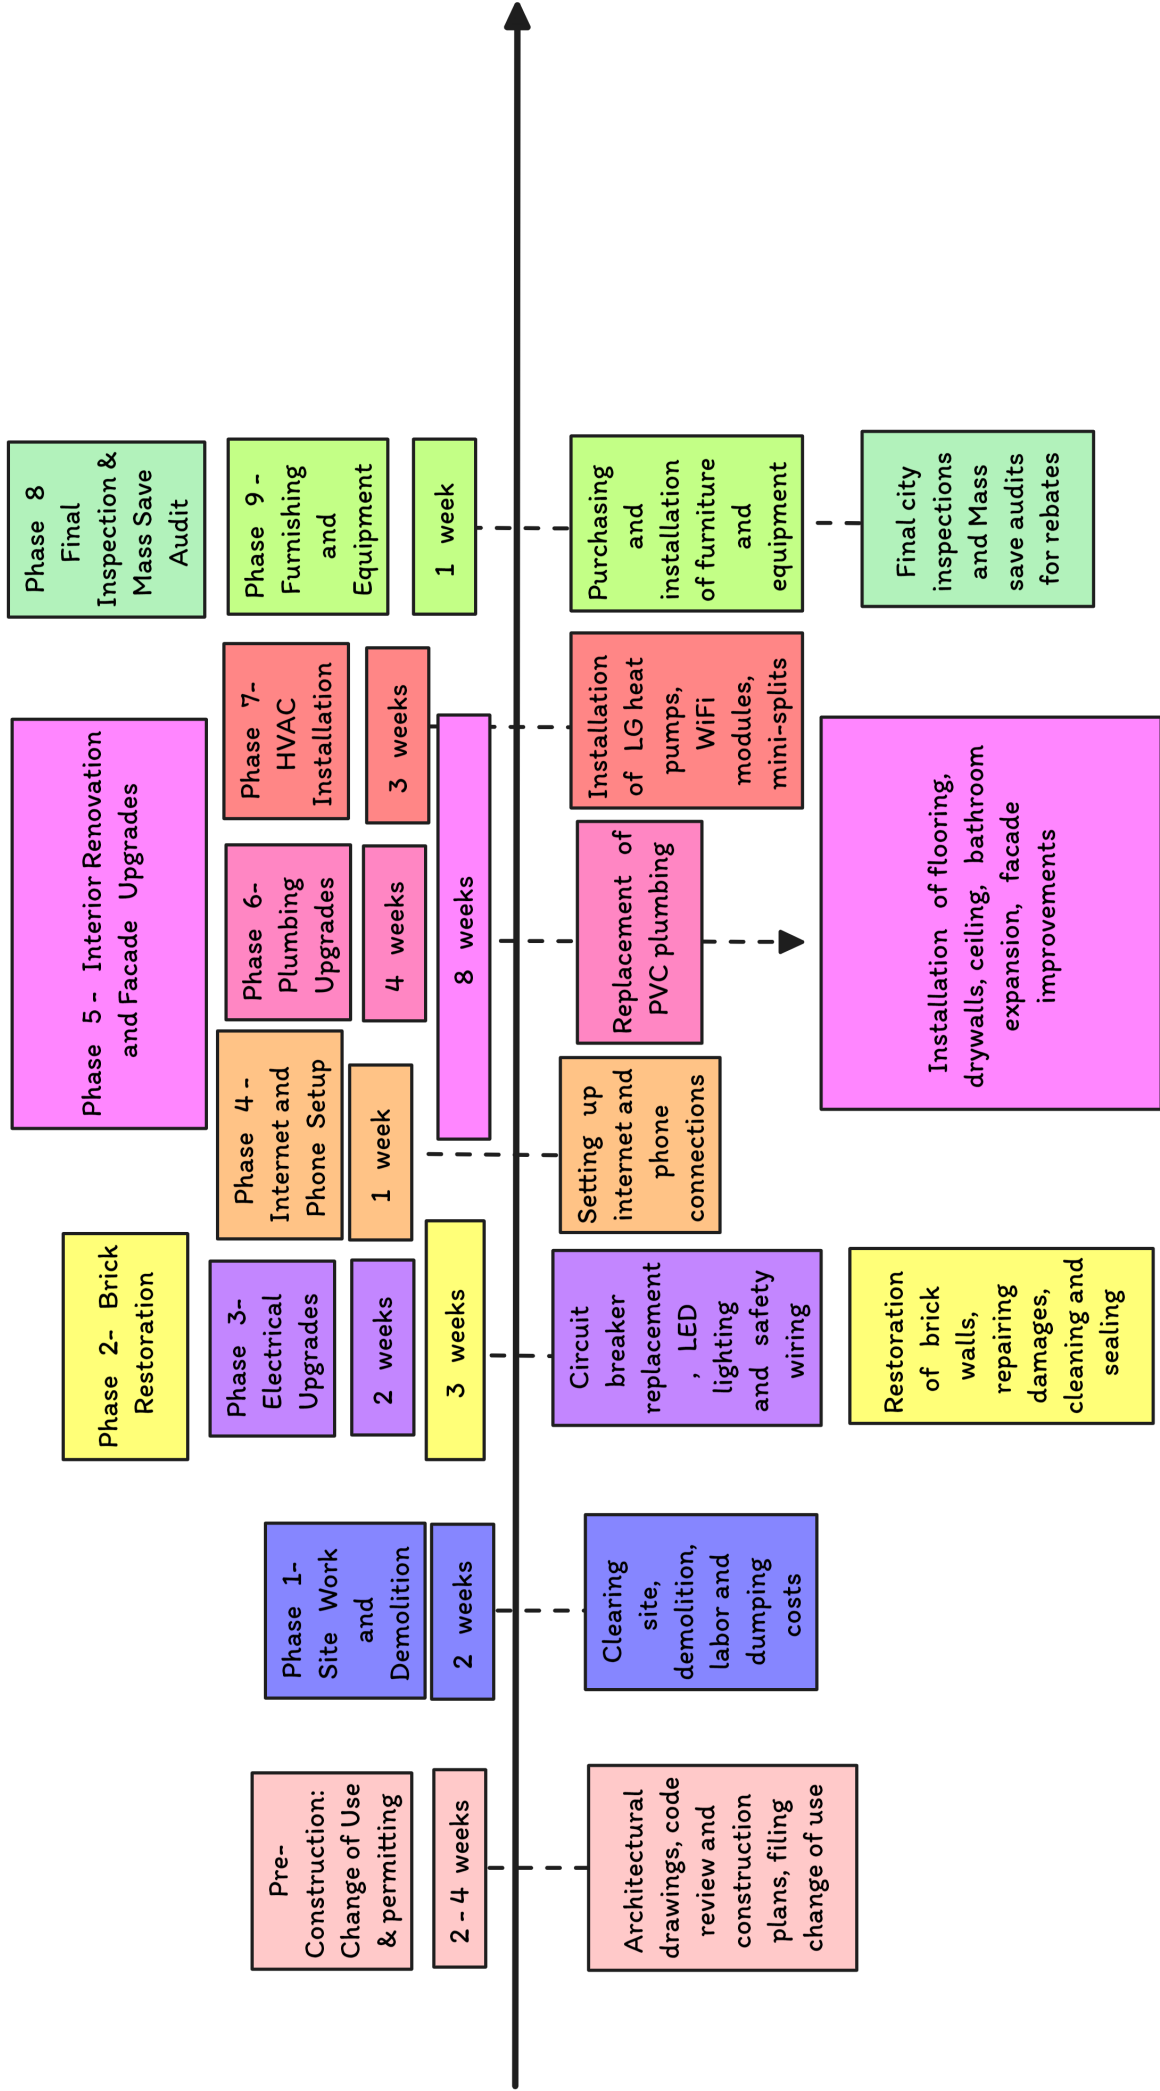 Pre-
Construction:
Change of Use
& permitting
2-4 weeks
Architectural
drawings, code
review and
construction
plans, filing
change of use
Phase 1-
Site Work
and
Demolition
2 weeks
Clearing
site,
demolition,
labor and
dumping
costs
Phase 2- Brick
Restoration
Phase 3-
Electrical
Upgrades
2 weeks
3 weeks
Circuit
breaker
replacement
, LED
lighting
and safety
wiring
Restoration
of brick
walls,
repairing
damages,
cleaning and
sealing
Phase 4-
Internet and
Phone Setup
1 week
Setting up
internet and
phone
connections
Phase 5- Interior Renovation
and Facade Upgrades
Phase 6-
Plumbing
Upgrades
4 weeks
8 weeks
Replacement of
PVC plumbing
Installation of flooring,
drywalls, ceiling, bathroom
expansion, facade
improvements
Phase 7-
HVAC
Installation
3 weeks
Installation
of LG heat
pumps,
WiFi
modules,
mini-splits
Phase 8
Final
Inspection &
Mass Save
Audit
Phase 9-
Furnishing
and
Equipment
1 week
Purchasing
and
installation
of furniture
and
equipment
Final city
inspections
and Mass
save audits
for rebates